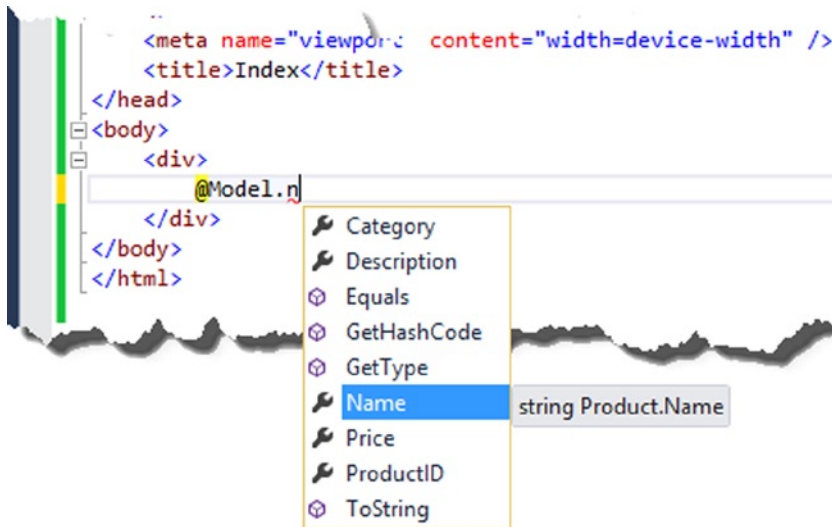 <meta name="viewport content="width=device-width" />
<title>Index</title>
</head>
<body>
<div>
@Model.n
</div>
</body>
</html>
Category
Description
Equals
GetHashCode
GetType
Name string Product.Name
Price
ProductID
ToString